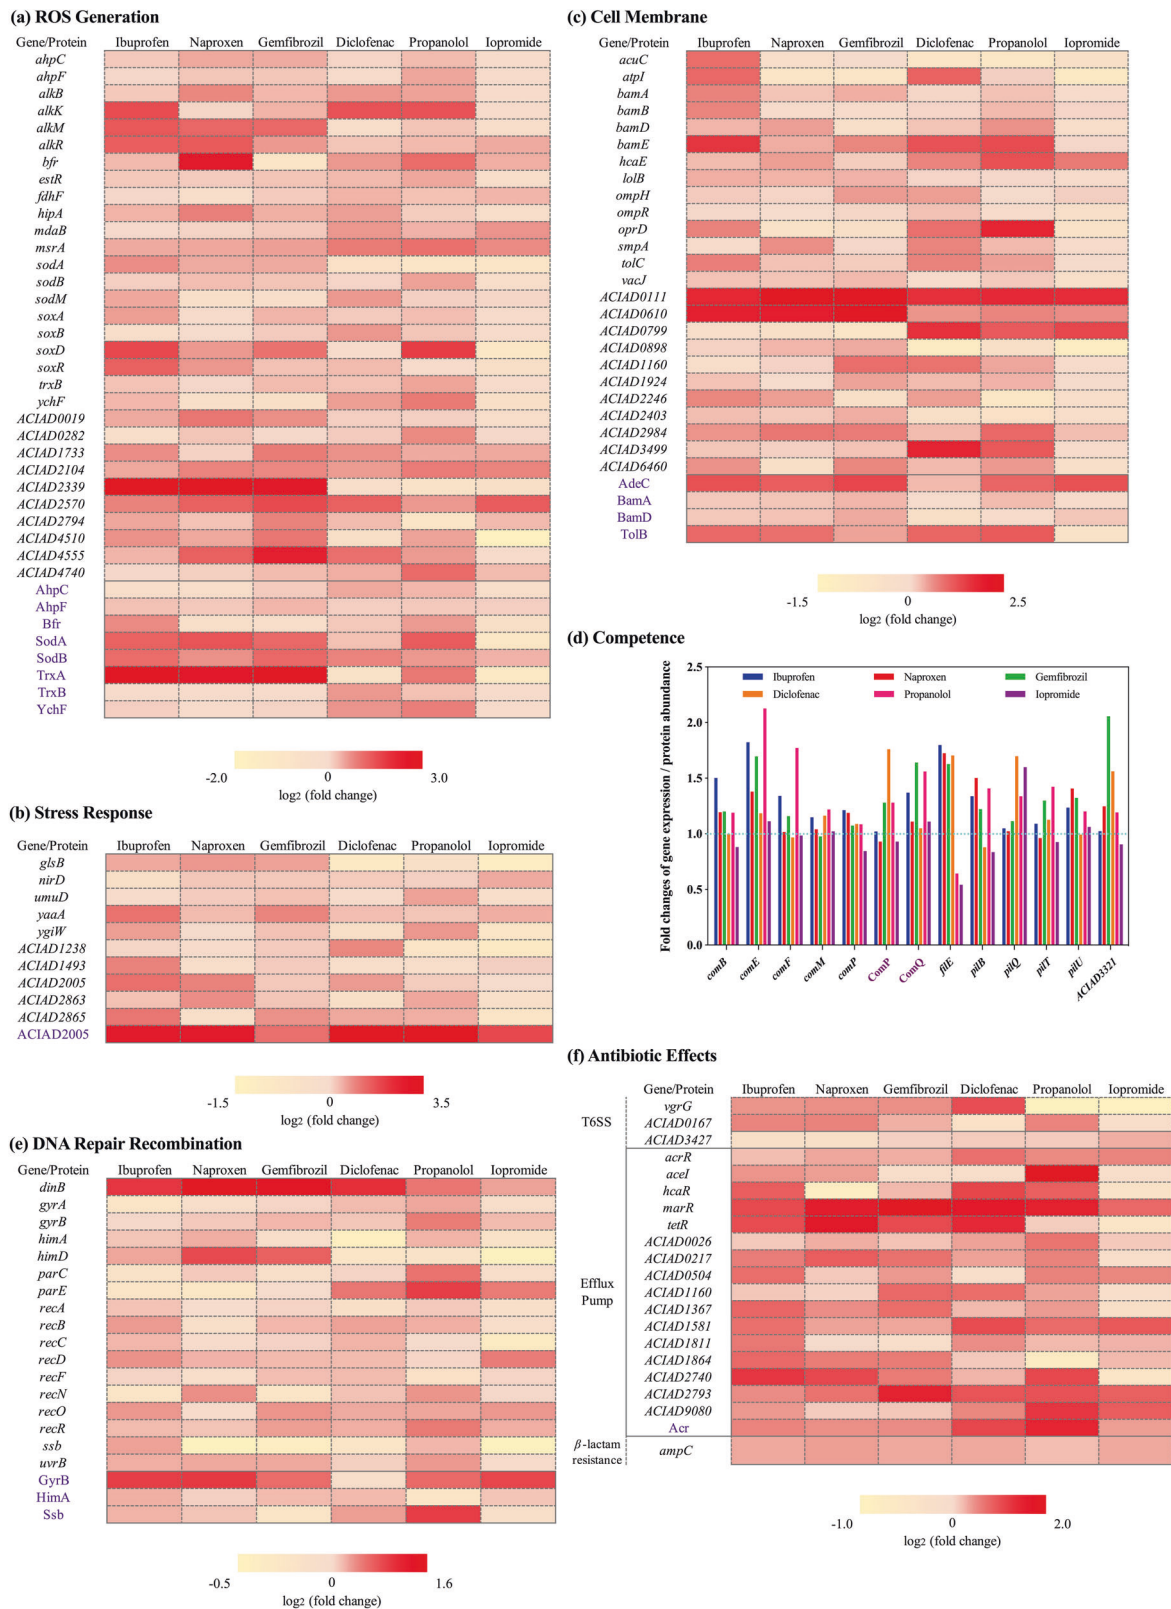 (a) ROS Generation
Gene/Protein Ibuprofen Naproxen Gemfibrozil Diclofenac Propanolol Iopromide
ahpC
ahpF
alkB
alkK
alkM
alkR
bfr
estR
fdhF
hipA
mdaB
msrA
sodA
sodB
sodM
soxA
soxB
soxD
soxR
trxB
ychF
ACIAD0019
ACIAD0282
ACIAD1733
ACIAD2104
ACIAD2339
ACIAD2570
ACIAD2794
ACIAD4510
ACIAD4555
ACIAD4740
AhpC
AhpF
Bfr
SodA
SodB
TrxA
TrxB
YchF
-2.0 0 3.0
log2 (fold change)
(b) Stress Response
Gene/Protein Ibuprofen Naproxen Gemfibrozil Diclofenac Propanolol Iopromide
glsB
nirD
umuD
yaaA
ygiW
ACIAD1238
ACIAD1493
ACIAD2005
ACIAD2863
ACIAD2865
ACIAD2005
-1.5 0 3.5
log2 (fold change)
(e) DNA Repair Recombination
Gene/Protein Ibuprofen Naproxen Gemfibrozil Diclofenac Propanolol Iopromide
dinB
gyrA
gyrB
himA
himD
parC
parE
recA
recB
recC
recD
recF
recN
recO
recR
ssb
uvrB
GyrB
HimA
Ssb
-0.5 0 1.6
log2 (fold change)
(c) Cell Membrane
Gene/Protein Ibuprofen Naproxen Gemfibrozil Diclofenac Propanolol Iopromide
acuC
atpI
bamA
bamB
bamD
bamE
hcaE
lolB
ompH
ompR
oprD
smpA
tolC
vacJ
ACIAD0111
ACIAD0610
ACIAD0799
ACIAD0898
ACIAD1160
ACIAD1924
ACIAD2246
ACIAD2403
ACIAD2984
ACIAD3499
ACIAD6460
AdeC
BamA
BamD
TolB
-1.5 0 2.5
log2 (fold change)
(d) Competence
Fold changes of gene expression / protein abundance
Ibuprofen Naproxen Gemfibrozil
Diclofenac Propanolol Iopromide
2.5
2.0
1.5
1.0
0.5
0.0
comB comE comF comM comP ComP ComQ filE pilB pilQ pilT pilU ACIAD3321
(f) Antibiotic Effects
Gene/Protein Ibuprofen Naproxen Gemfibrozil Diclofenac Propanolol Iopromide
T6SS
vgrG
ACIAD0167
ACIAD3427
Efflux
Pump
acrR
aceI
hcaR
marR
tetR
ACIAD0026
ACIAD0217
ACIAD0504
ACIAD1160
ACIAD1367
ACIAD1581
ACIAD1811
ACIAD1864
ACIAD2740
ACIAD2793
ACIAD9080
Acr
β-lactam
resistance
ampC
-1.0 0 2.0
log2 (fold change)